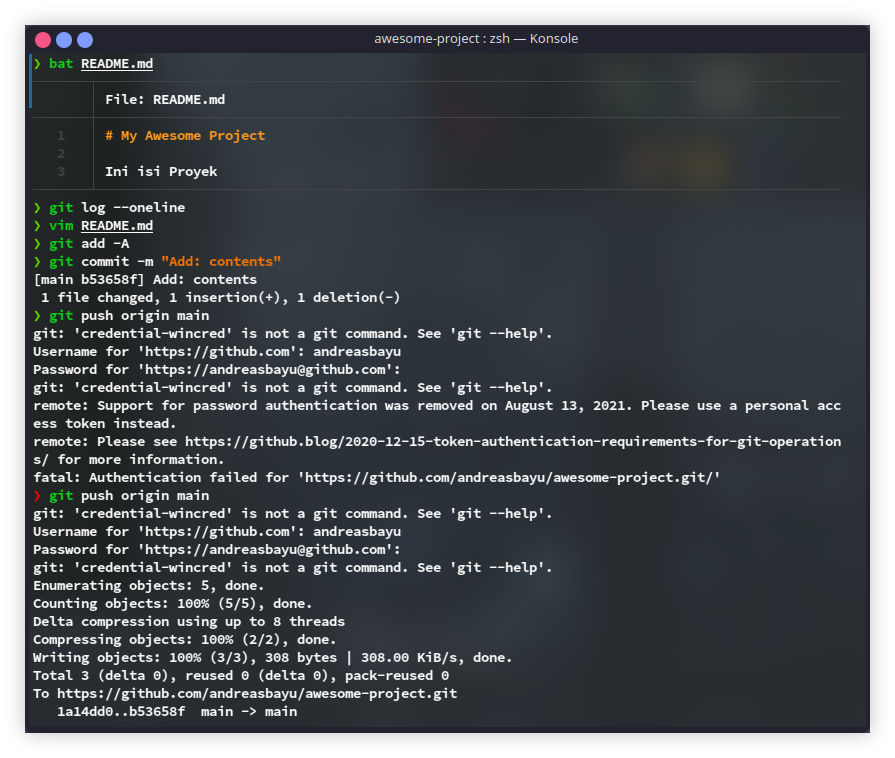 awesome-project : zsh — Konsole
❯ bat README.md
File: README.md
1 # My Awesome Project
2
3 Ini isi Proyek
❯ git log --oneline
❯ vim README.md
❯ git add -A
❯ git commit -m "Add: contents"
[main b53658f] Add: contents
 1 file changed, 1 insertion(+), 1 deletion(-)
❯ git push origin main
git: 'credential-wincred' is not a git command. See 'git --help'.
Username for 'https://github.com': andreasbayu
Password for 'https://andreasbayu@github.com':
git: 'credential-wincred' is not a git command. See 'git --help'.
remote: Support for password authentication was removed on August 13, 2021. Please use a personal acc
ess token instead.
remote: Please see https://github.blog/2020-12-15-token-authentication-requirements-for-git-operation
s/ for more information.
fatal: Authentication failed for 'https://github.com/andreasbayu/awesome-project.git/'
❯ git push origin main
git: 'credential-wincred' is not a git command. See 'git --help'.
Username for 'https://github.com': andreasbayu
Password for 'https://andreasbayu@github.com':
git: 'credential-wincred' is not a git command. See 'git --help'.
Enumerating objects: 5, done.
Counting objects: 100% (5/5), done.
Delta compression using up to 8 threads
Compressing objects: 100% (2/2), done.
Writing objects: 100% (3/3), 308 bytes | 308.00 KiB/s, done.
Total 3 (delta 0), reused 0 (delta 0), pack-reused 0
To https://github.com/andreasbayu/awesome-project.git
   1a14dd0..b53658f  main -> main